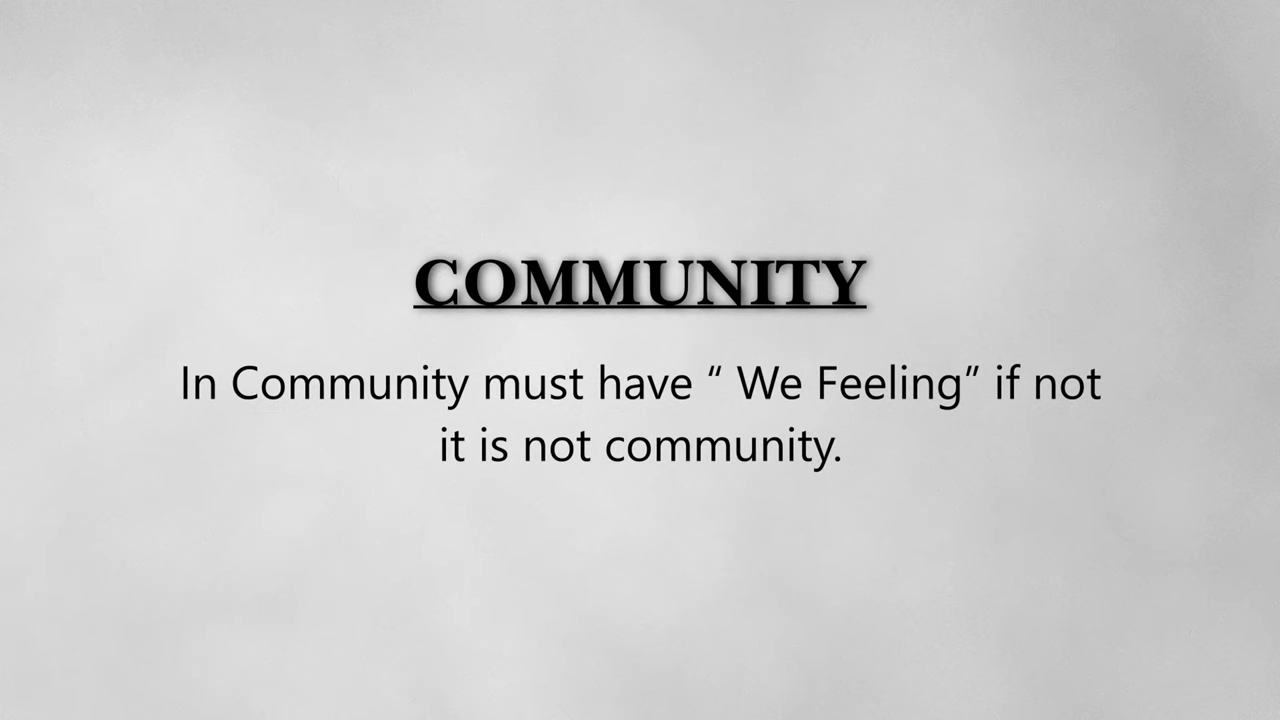 COMMUNITY
In Community must have “ We Feeling” if not
it is not community.